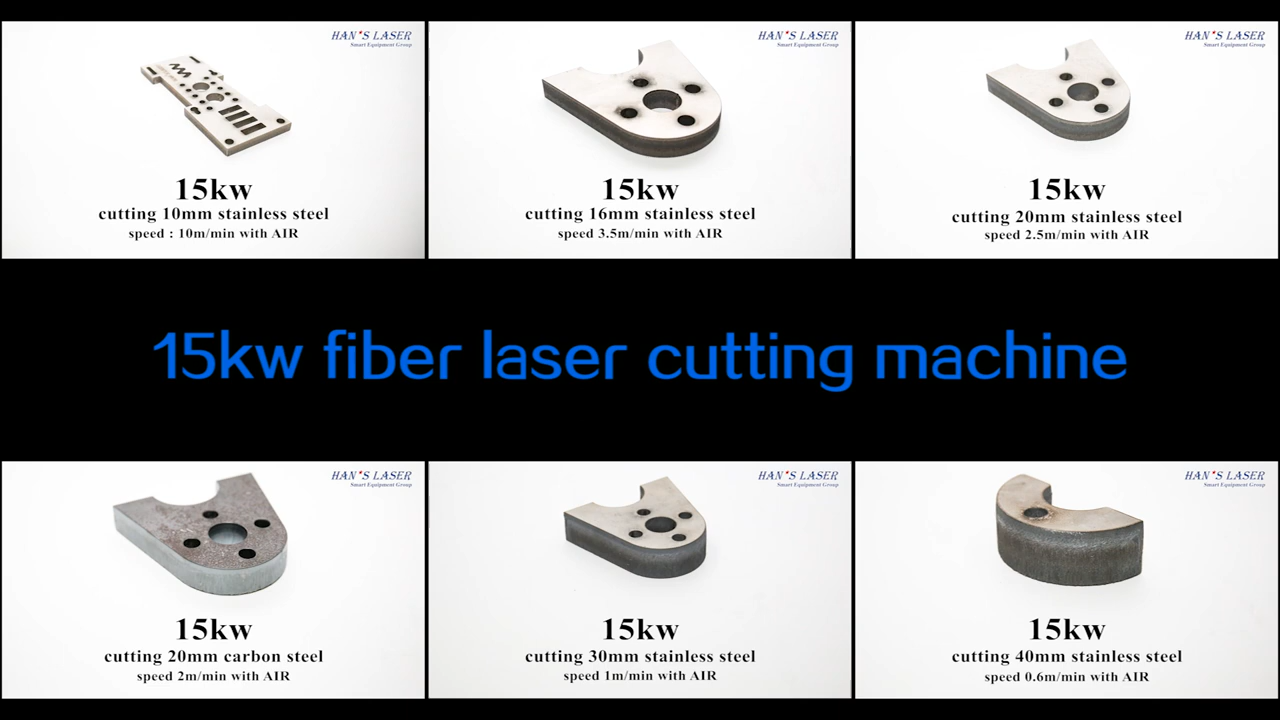 HAN'S LASER
Smart Equipment Group
15kw
cutting 10mm stainless steel
speed : 10m/min with AIR
HAN'S LASER
Smart Equipment Group
15kw
cutting 16mm stainless steel
speed 3.5m/min with AIR
HAN'S LASER
Smart Equipment Group
15kw
cutting 20mm stainless steel
speed 2.5m/min with AIR
15kw fiber laser cutting machine
HAN'S LASER
Smart Equipment Group
15kw
cutting 20mm carbon steel
speed 2m/min with AIR
HAN'S LASER
Smart Equipment Group
15kw
cutting 30mm stainless steel
speed 1m/min with AIR
HAN'S LASER
Smart Equipment Group
15kw
cutting 40mm stainless steel
speed 0.6m/min with AIR